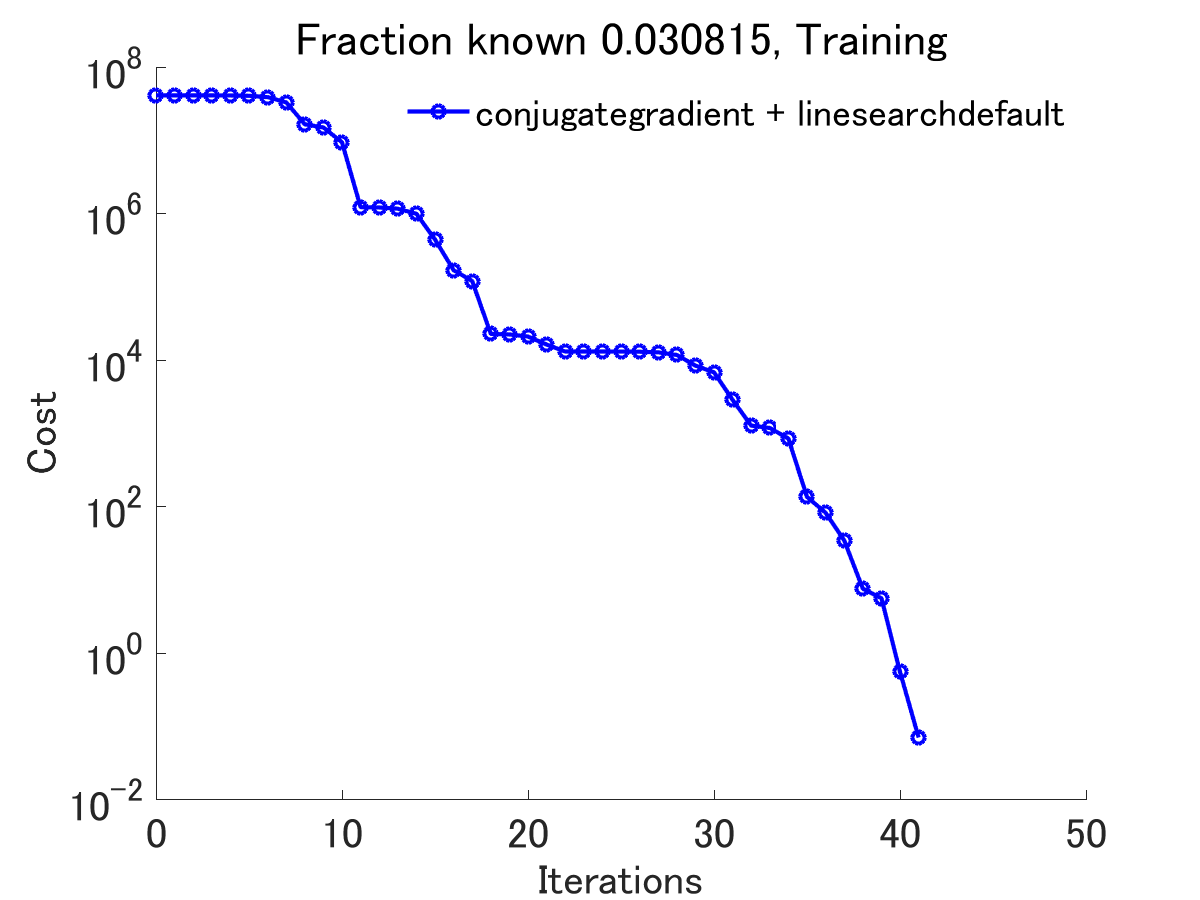 Fraction known 0.030815, Training
conjugategradient + linesearchdefault
10^8
10^6
10^4
10^2
10^0
10^-2
Cost
0 10 20 30 40 50
Iterations